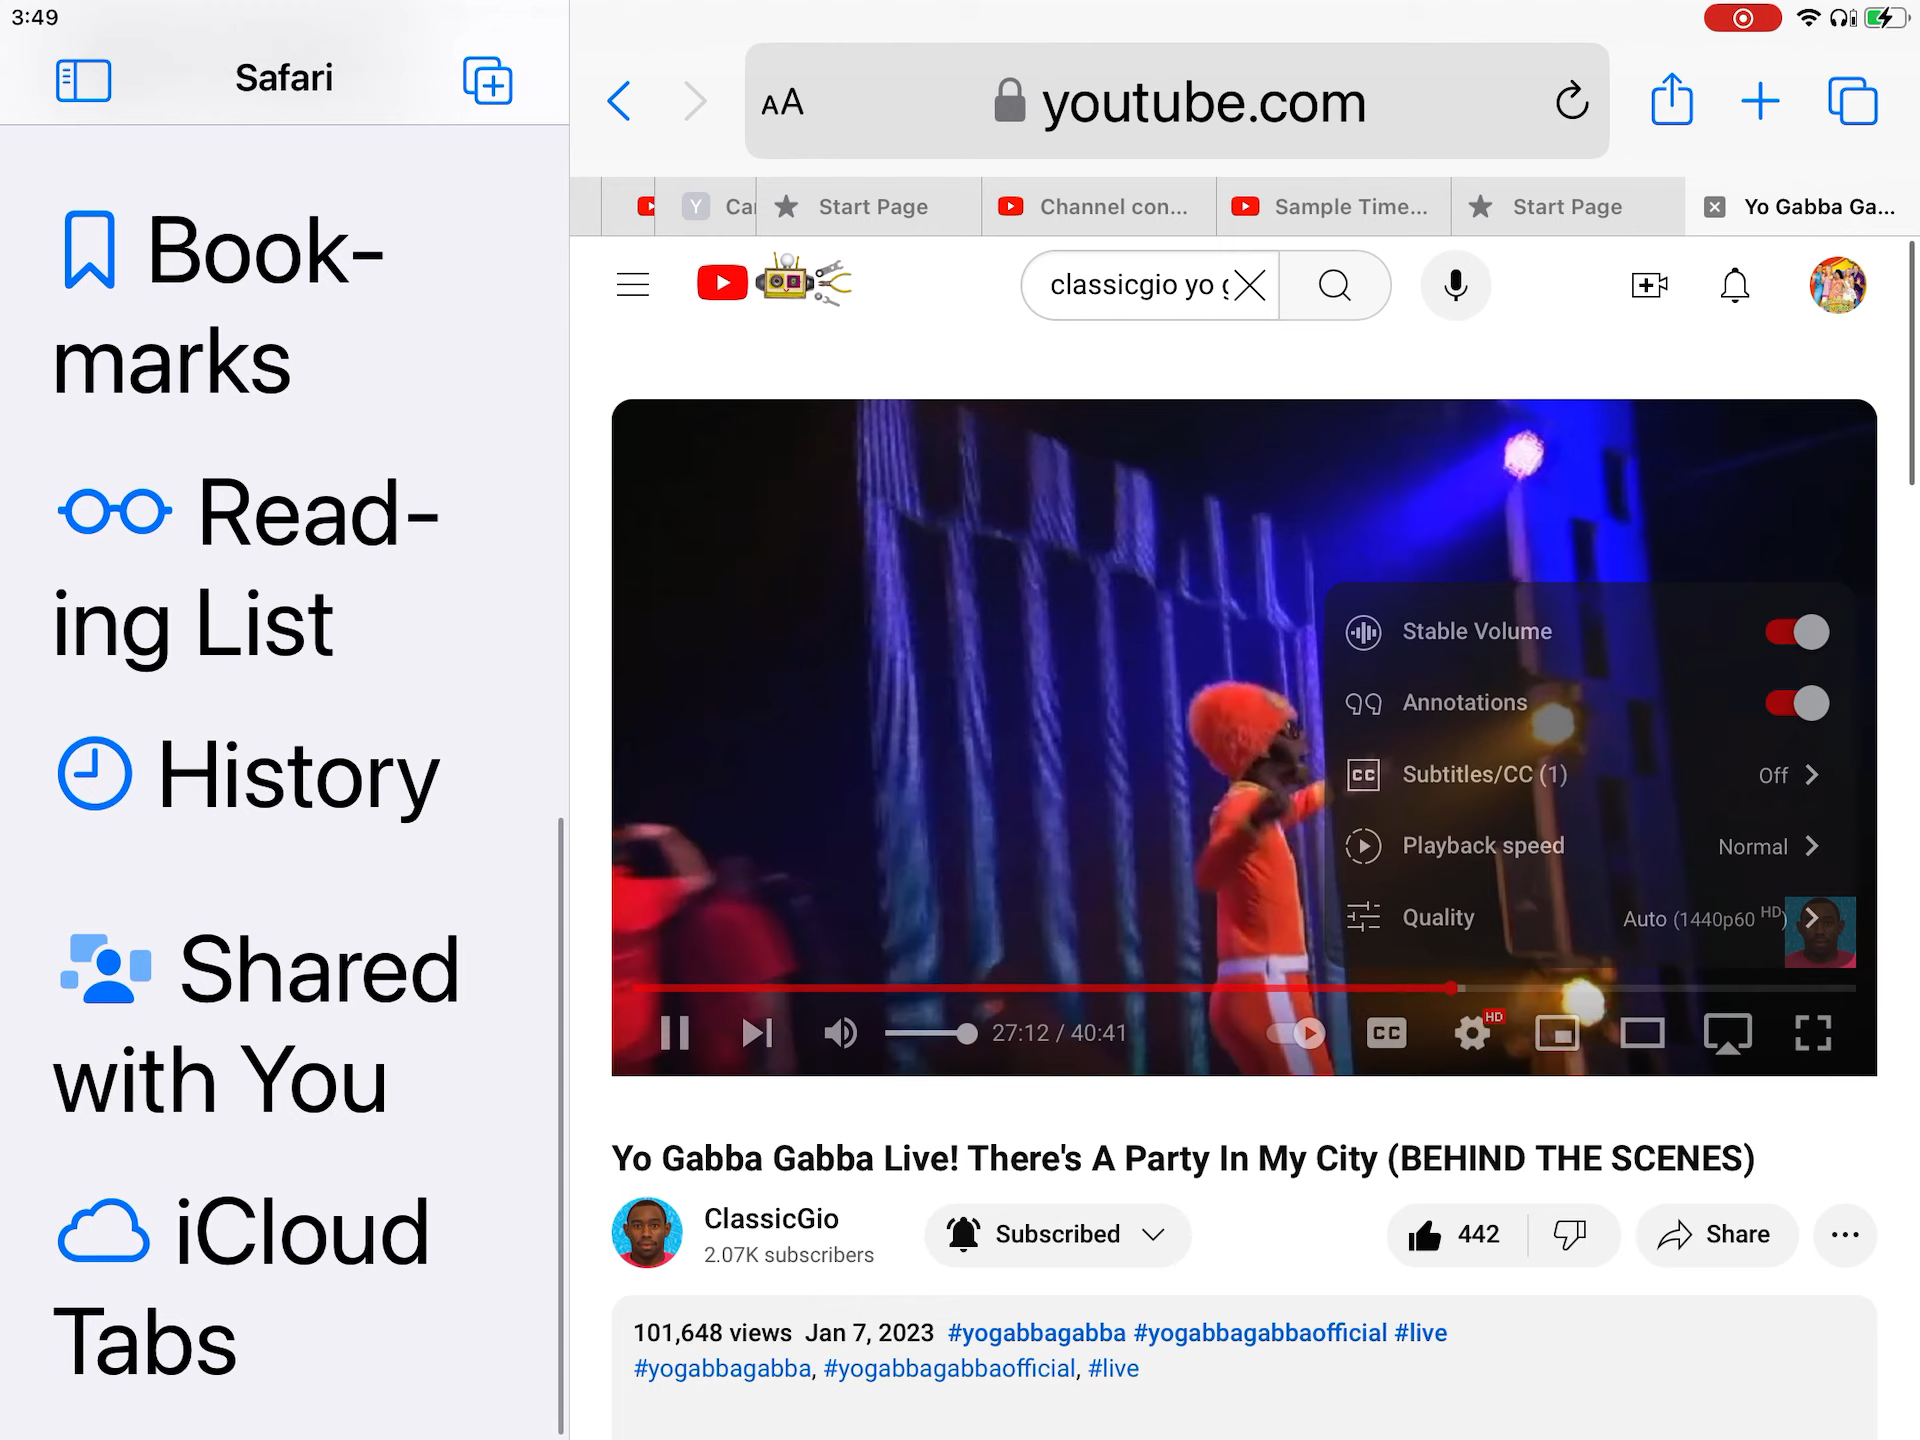 3:49
Safari
Book-
marks
Read-
ing List
History
Shared
with You
iCloud
Tabs
AA
youtube.com
Y Ca
Start Page
Channel con...
Sample Time...
Start Page
Yo Gabba Ga...
classicgio yo
Stable Volume
Annotations
CC Subtitles/CC (1) Off
Playback speed Normal
Quality Auto (1440p60 HD)
27:12 / 40:41
CC
HD
Yo Gabba Gabba Live! There's A Party In My City (BEHIND THE SCENES)
ClassicGio
2.07K subscribers
Subscribed
442
Share
101,648 views Jan 7, 2023 #yogabbagabba #yogabbagabbaofficial #live
#yogabbagabba, #yogabbagabbaofficial, #live